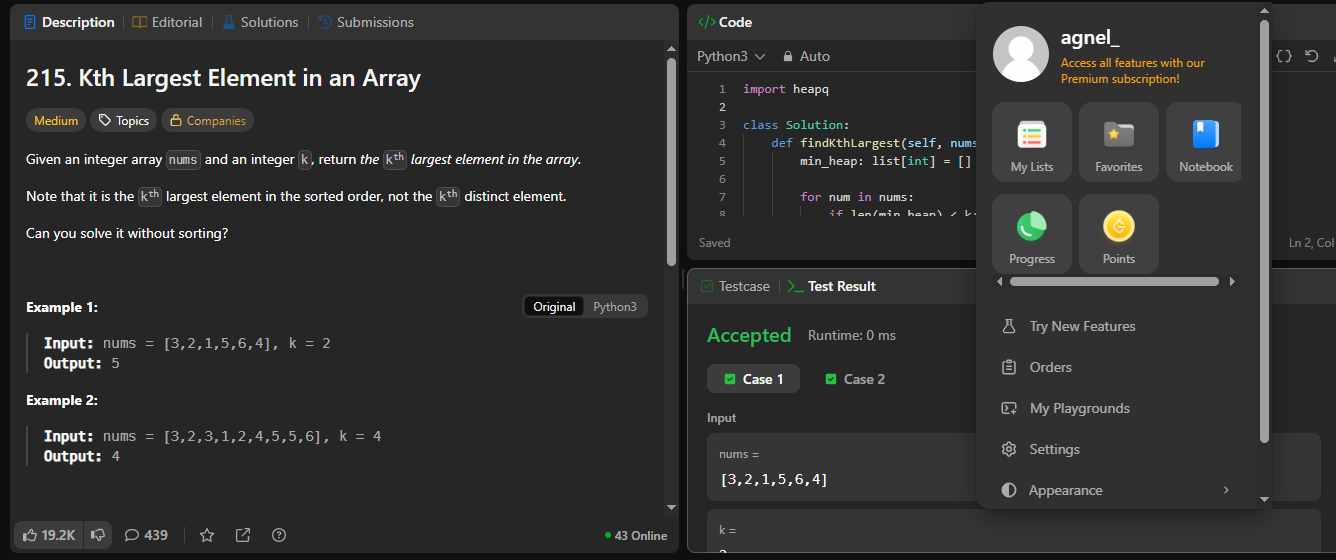 Description
Editorial
Solutions
Submissions
215. Kth Largest Element in an Array
Medium
Topics
Companies
Given an integer array nums and an integer k, return the kth largest element in the array.
Note that it is the kth largest element in the sorted order, not the kth distinct element.
Can you solve it without sorting?
Example 1:
Original
Python3
Input: nums = [3,2,1,5,6,4], k = 2
Output: 5
Example 2:
Input: nums = [3,2,3,1,2,4,5,5,6], k = 4
Output: 4
19.2K
439
43 Online
</> Code
Python3
Auto
1 import heapq
2
3 class Solution:
4 def findKthLargest(self, nums
5 min_heap: list[int] = []
6
7 for num in nums:
8 if len(min_heap) < k:
Saved
Ln 2, Col
Testcase
Test Result
Accepted
Runtime: 0 ms
Case 1
Case 2
Input
nums =
[3,2,1,5,6,4]
k =
agnel_
Access all features with our
Premium subscription!
My Lists
Favorites
Notebook
Progress
Points
Try New Features
Orders
My Playgrounds
Settings
Appearance